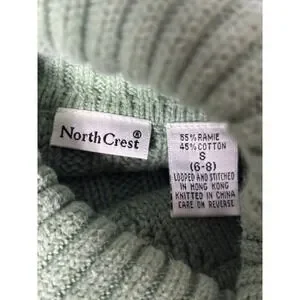 NorthCrest®
55% RAMIE
45% COTTON
S
(6-8)
LOOPED AND STITCHED
IN HONG KONG
KNITTED IN CHINA
CARE ON REVERSE